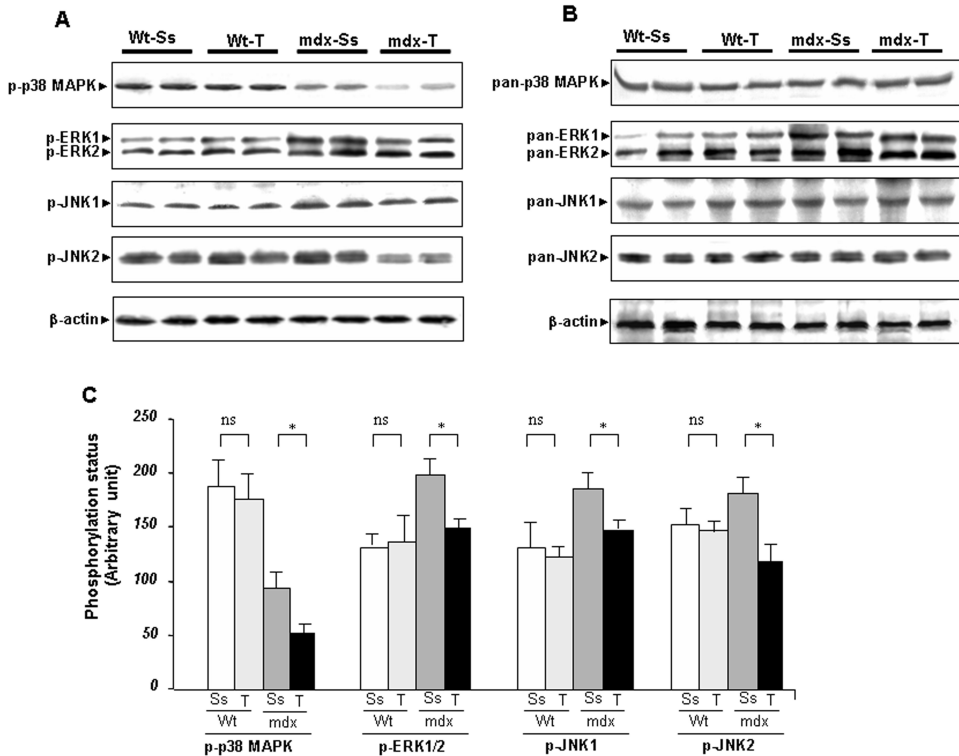 A
Wt-Ss Wt-T mdx-Ss mdx-T
p-p38 MAPK
p-ERK1
p-ERK2
p-JNK1
p-JNK2
β-actin
B
Wt-Ss Wt-T mdx-Ss mdx-T
pan-p38 MAPK
pan-ERK1
pan-ERK2
pan-JNK1
pan-JNK2
β-actin
C
Phosphorylation status
(Arbitrary unit)
250
200
150
100
50
0
ns * ns * ns * ns *
Ss T Ss T Ss T Ss T Ss T Ss T Ss T Ss T
Wt mdx Wt mdx Wt mdx Wt mdx
p-p38 MAPK p-ERK1/2 p-JNK1 p-JNK2